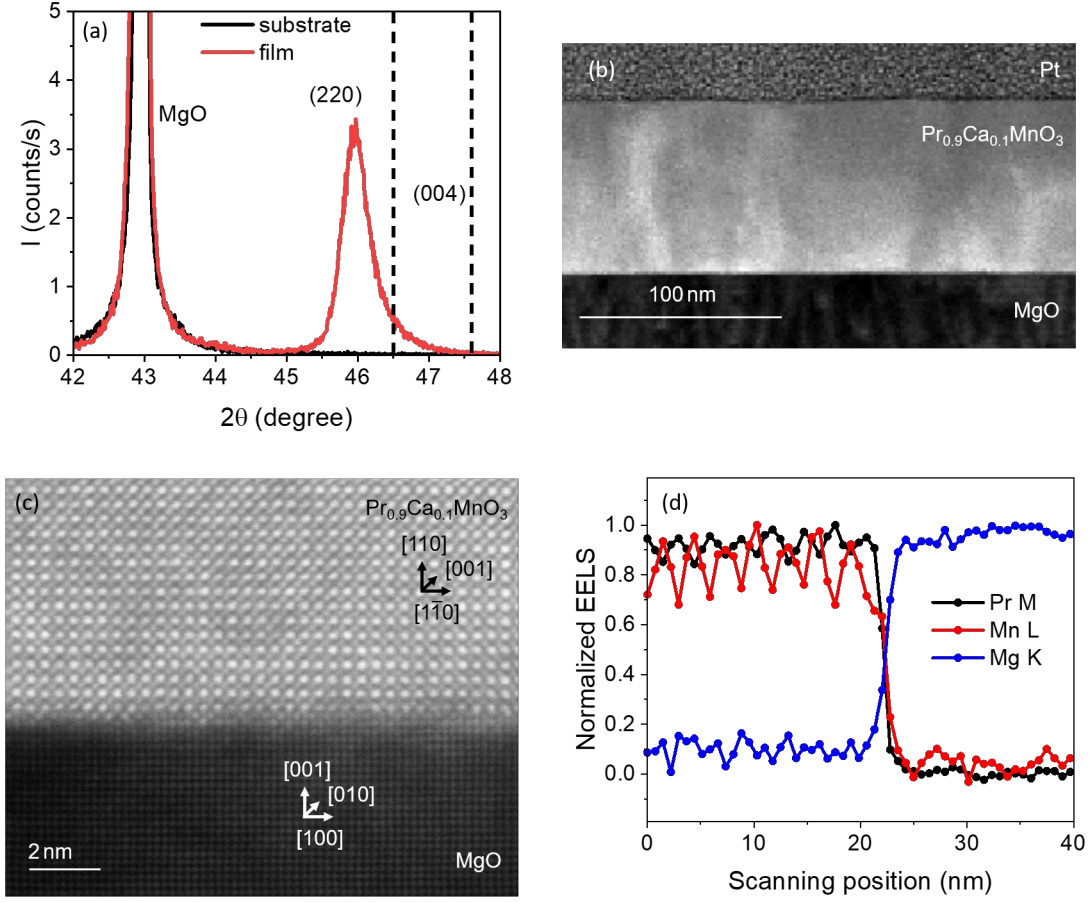 (a)
substrate
film
MgO
(220)
(004)
5
4
3
2
1
0
I (counts/s)
42 43 44 45 46 47 48
2θ (degree)
(b)
Pt
Pr0.9Ca0.1MnO3
100 nm
MgO
(c)
Pr0.9Ca0.1MnO3
[110]
[001]
[11̅0]
[001]
[010]
[100]
2 nm
MgO
(d)
1.0
0.8
0.6
0.4
0.2
0.0
Normalized EELS
Pr M
Mn L
Mg K
0 10 20 30 40
Scanning position (nm)